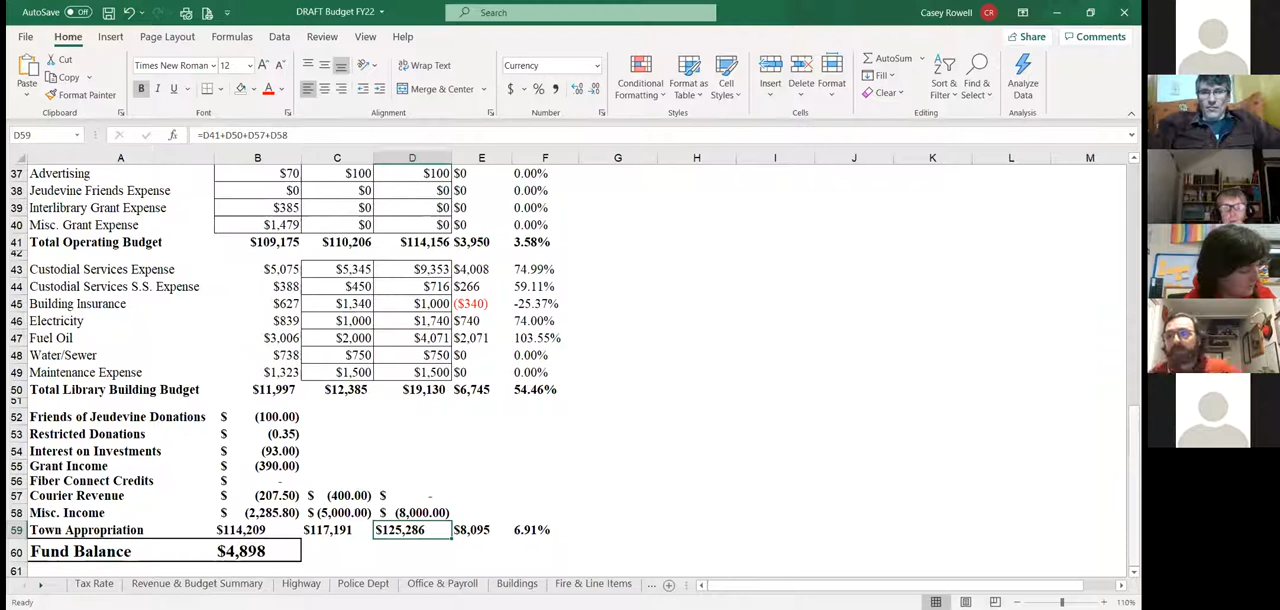 AutoSave Off DRAFT Budget FY22 Search Casey Rowell CR
File Home Insert Page Layout Formulas Data Review View Help Share Comments
Paste Cut Copy Format Painter Clipboard
Times New Roman 12 B I U A Font
Wrap Text Merge & Center Alignment
Currency $ % Number
Conditional Formatting Format as Table Cell Styles Styles
Insert Delete Format Cells
AutoSum Fill Clear Sort & Filter Find & Select Editing
Analyze Data Analysis
D59 fx =D41+D50+D57+D58
A B C D E F G H I J K L M
37 Advertising $70 $100 $100 $0 0.00%
38 Jeudevine Friends Expense $0 $0 $0 $0 0.00%
39 Interlibrary Grant Expense $385 $0 $0 $0 0.00%
40 Misc. Grant Expense $1,479 $0 $0 $0 0.00%
41 Total Operating Budget $109,175 $110,206 $114,156 $3,950 3.58%
42
43 Custodial Services Expense $5,075 $5,345 $9,353 $4,008 74.99%
44 Custodial Services S.S. Expense $388 $450 $716 $266 59.11%
45 Building Insurance $627 $1,340 $1,000 ($340) -25.37%
46 Electricity $839 $1,000 $1,740 $740 74.00%
47 Fuel Oil $3,006 $2,000 $4,071 $2,071 103.55%
48 Water/Sewer $738 $750 $750 $0 0.00%
49 Maintenance Expense $1,323 $1,500 $1,500 $0 0.00%
50 Total Library Building Budget $11,997 $12,385 $19,130 $6,745 54.46%
51
52 Friends of Jeudevine Donations $ (100.00)
53 Restricted Donations $ (0.35)
54 Interest on Investments $ (93.00)
55 Grant Income $ (390.00)
56 Fiber Connect Credits $ -
57 Courier Revenue $ (207.50) $ (400.00) $ -
58 Misc. Income $ (2,285.80) $ (5,000.00) $ (8,000.00)
59 Town Appropriation $114,209 $117,191 $125,286 $8,095 6.91%
60 Fund Balance $4,898
61
Tax Rate Revenue & Budget Summary Highway Police Dept Office & Payroll Buildings Fire & Line Items ...
Ready 110%